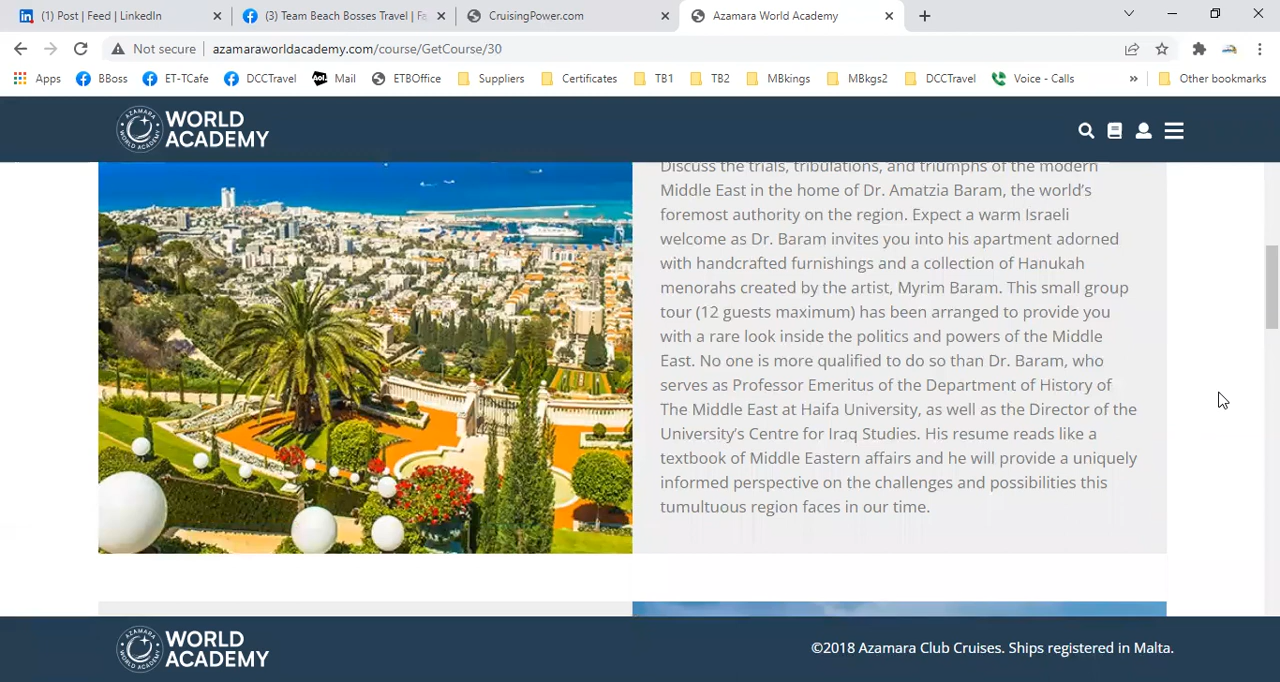 (1) Post | Feed | LinkedIn
(3) Team Beach Bosses Travel | Fa
CruisingPower.com
Azamara World Academy
Not secure
azamaraworldacademy.com/course/GetCourse/30
Apps
BBoss
ET-TCafe
DCCTravel
Aol.
Mail
ETBOffice
Suppliers
Certificates
TB1
TB2
MBkings
MBkgs2
DCCTravel
Voice - Calls
»
Other bookmarks
AZAMARA WORLD ACADEMY
WORLD
ACADEMY
Discuss the trials, tribulations, and triumphs of the modern
Middle East in the home of Dr. Amatzia Baram, the world's
foremost authority on the region. Expect a warm Israeli
welcome as Dr. Baram invites you into his apartment adorned
with handcrafted furnishings and a collection of Hanukah
menorahs created by the artist, Myrim Baram. This small group
tour (12 guests maximum) has been arranged to provide you
with a rare look inside the politics and powers of the Middle
East. No one is more qualified to do so than Dr. Baram, who
serves as Professor Emeritus of the Department of History of
The Middle East at Haifa University, as well as the Director of the
University's Centre for Iraq Studies. His resume reads like a
textbook of Middle Eastern affairs and he will provide a uniquely
informed perspective on the challenges and possibilities this
tumultuous region faces in our time.
AZAMARA WORLD ACADEMY
WORLD
ACADEMY
©2018 Azamara Club Cruises. Ships registered in Malta.